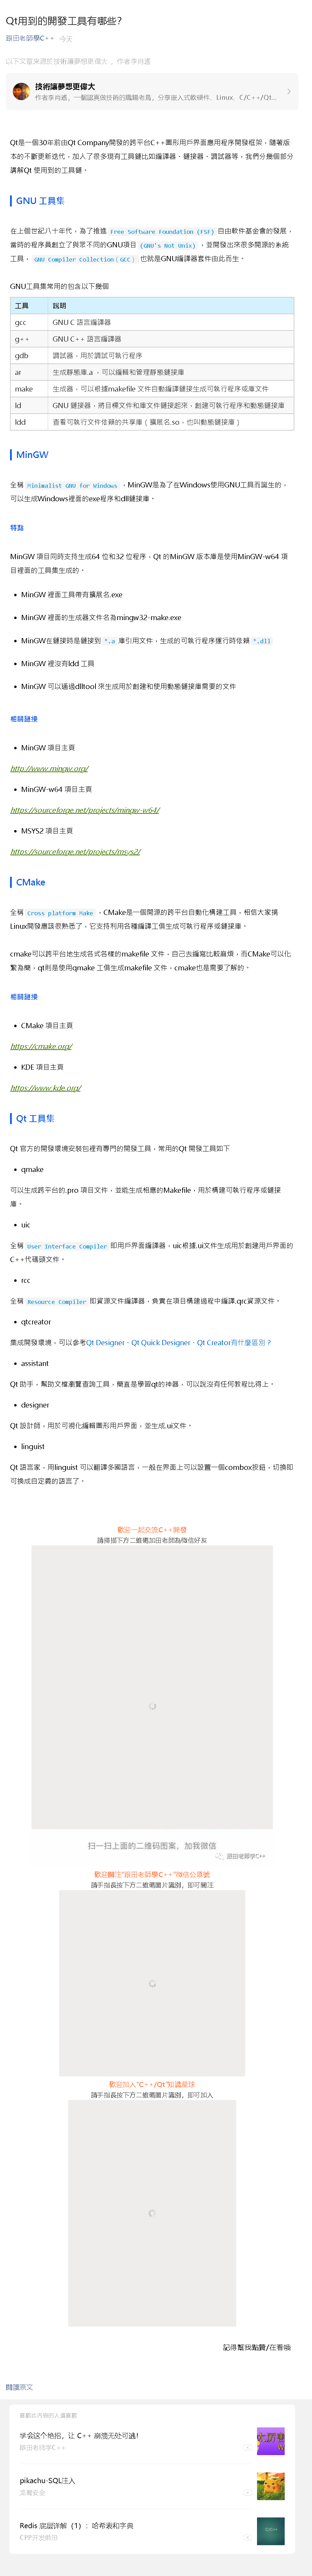 Qt用到的開發工具有哪些?
跟田老師學C++ 今天
以下文章來源於技術讓夢想更偉大 ,作者李肖遙
技術讓夢想更偉大
作者李肖遙,一個認真做技術的嘴賤老鳥,分享嵌入式軟硬件、Linux、C/C++/Qt...
Qt是一個30年前由Qt Company開發的跨平台C++圖形用戶界面應用程序開發框架,隨著版
本的不斷更新迭代,加入了很多現有工具鏈比如編譯器、鏈接器、調試器等,我們分幾個部分
講解Qt 使用到的工具鏈。
GNU 工具集
在上個世紀八十年代,為了推進 Free Software Foundation (FSF) 自由軟件基金會的發展,
當時的程序員創立了與眾不同的GNU項目 (GNU's Not Unix) ,並開發出來很多開源的系統
工具, GNU Compiler Collection(GCC) 也就是GNU編譯器套件由此而生。
GNU工具集常用的包含以下幾個
工具 說明
gcc GNU C 語言編譯器
g++ GNU C++ 語言編譯器
gdb 調試器,用於調試可執行程序
ar 生成靜態庫.a ,可以編輯和管理靜態鏈接庫
make 生成器,可以根據makefile 文件自動編譯鏈接生成可執行程序或庫文件
ld GNU 鏈接器,將目標文件和庫文件鏈接起來,創建可執行程序和動態鏈接庫
ldd 查看可執行文件依賴的共享庫(擴展名.so,也叫動態鏈接庫)
MinGW
全稱 Minimalist GNU for Windows ,MinGW是為了在Windows使用GNU工具而誕生的,
可以生成Windows裡面的exe程序和dll鏈接庫。
特點
MinGW 項目同時支持生成64 位和32 位程序,Qt 的MinGW 版本庫是使用MinGW-w64 項
目裡面的工具集生成的。
• MinGW 裡面工具帶有擴展名.exe
• MinGW 裡面的生成器文件名為mingw32-make.exe
• MinGW在鏈接時是鏈接到 *.a 庫引用文件,生成的可執行程序運行時依賴 *.dll
• MinGW 裡沒有ldd 工具
• MinGW 可以通過dlltool 來生成用於創建和使用動態鏈接庫需要的文件
相關鏈接
• MinGW 項目主頁
http://www.mingw.org/
• MinGW-w64 項目主頁
https://sourceforge.net/projects/mingw-w64/
• MSYS2 項目主頁
https://sourceforge.net/projects/msys2/
CMake
全稱 Cross platform Make ,CMake是一個開源的跨平台自動化構建工具,相信大家搞
Linux開發應該很熟悉了,它支持利用各種編譯工俱生成可執行程序或鏈接庫。
cmake可以跨平台地生成各式各樣的makefile 文件,自己去編寫比較麻煩,而CMake可以化
繁為簡,qt則是使用qmake 工俱生成makefile 文件,cmake也是需要了解的。
相關鏈接
• CMake 項目主頁
https://cmake.org/
• KDE 項目主頁
https://www.kde.org/
Qt 工具集
Qt 官方的開發環境安裝包裡有專門的開發工具,常用的Qt 開發工具如下
• qmake
可以生成跨平台的.pro 項目文件,並能生成相應的Makefile,用於構建可執行程序或鏈接
庫。
• uic
全稱 User Interface Compiler 即用戶界面編譯器,uic根據.ui文件生成用於創建用戶界面的
C++代碼頭文件。
• rcc
全稱 Resource Compiler 即資源文件編譯器,負責在項目構建過程中編譯.qrc資源文件。
• qtcreator
集成開發環境,可以參考Qt Designer、Qt Quick Designer、Qt Creator有什麼區別?
• assistant
Qt 助手,幫助文檔瀏覽查詢工具,簡直是學習qt的神器,可以說沒有任何教程比得上。
• designer
Qt 設計師,用於可視化編輯圖形用戶界面,並生成.ui文件。
• linguist
Qt 語言家,用linguist 可以翻譯多國語言,一般在界面上可以設置一個combox按鈕,切換即
可換成自定義的語言了。
歡迎一起交流C++開發
請掃描下方二維碼加田老師為微信好友
扫一扫上面的二维码图案,加我微信
跟田老师学C++
歡迎關注“跟田老師學C++”微信公眾號
請手指長按下方二維碼圖片識別,即可關注
歡迎加入“C++/Qt”知識星球
請手指長按下方二維碼圖片識別,即可加入
記得幫我點贊/在看哦
閱讀原文
喜歡此內容的人還喜歡
学会这个绝招,让 C++ 崩溃无处可逃!
跟田老师学C++
pikachu-SQL注入
Redis 底层详解(1):哈希表和字典
CPP开发前沿